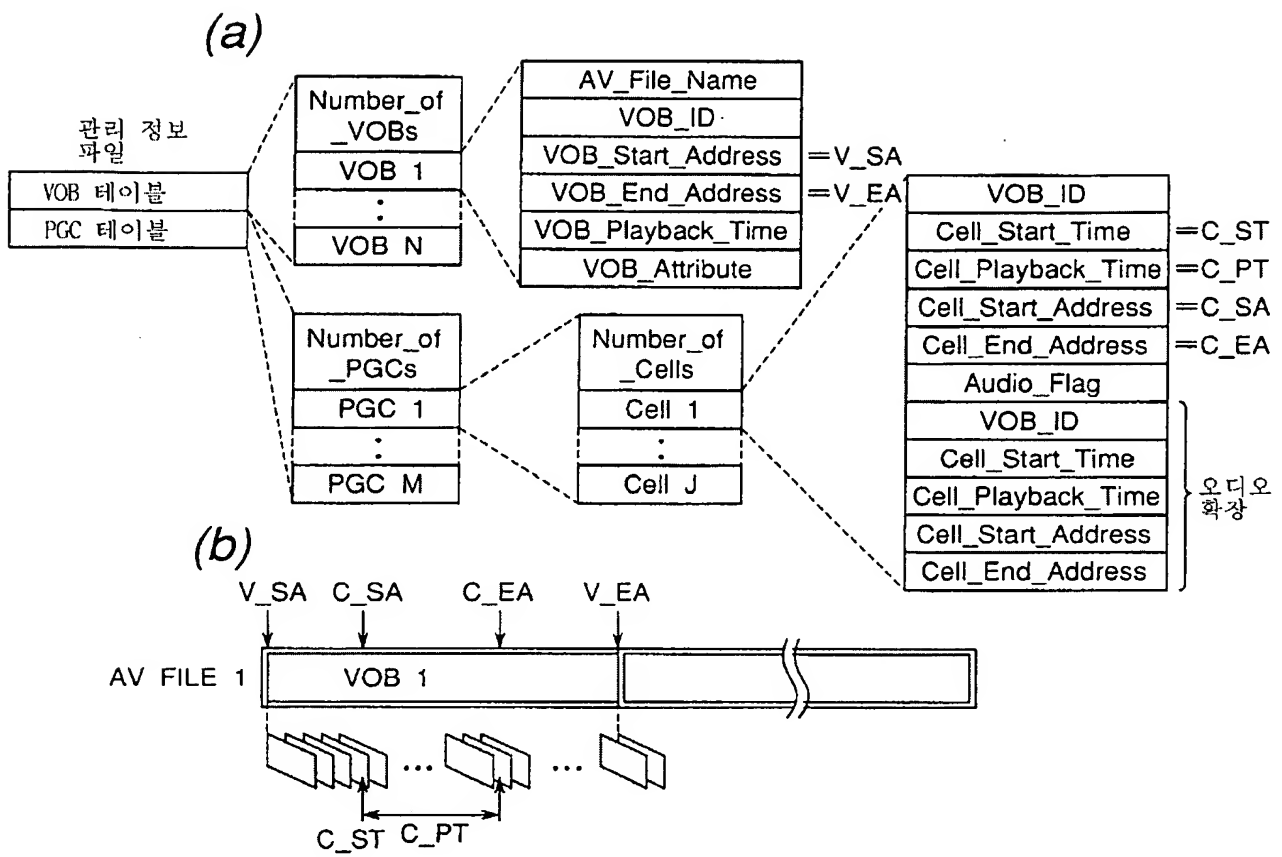 (a)
관리 정보
파일
VOB 테이블
PGC 테이블
Number_of
_VOBs
VOB 1
:
VOB N
AV_File_Name
VOB_ID
VOB_Start_Address =V_SA
VOB_End_Address =V_EA
VOB_Playback_Time
VOB_Attribute
Number_of
_PGCs
PGC 1
:
PGC M
Number_of
_Cells
Cell 1
:
Cell J
VOB_ID
Cell_Start_Time =C_ST
Cell_Playback_Time =C_PT
Cell_Start_Address =C_SA
Cell_End_Address =C_EA
Audio_Flag
VOB_ID
Cell_Start_Time
Cell_Playback_Time
Cell_Start_Address
Cell_End_Address
오디오
확장
(b)
V_SA C_SA C_EA V_EA
AV FILE 1 VOB 1
... ...
C_ST C_PT